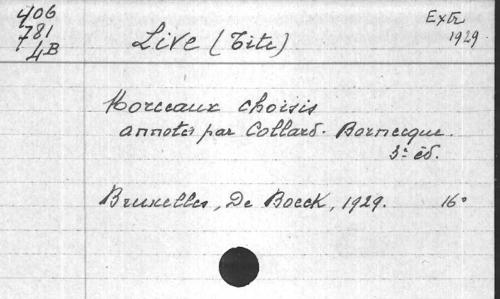 406
781
4B
Extr
1929
Live (Tite)
Morceaux choisis
annotés par Collard - Bornecque.
3e éd.
Bruxelles, De Boeck, 1929. 16°